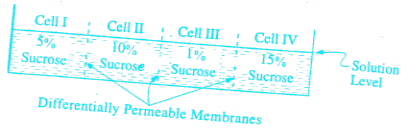 Cell I Cell II Cell III Cell IV
5% 10% 1% 15%
Sucrose Sucrose Sucrose Sucrose
Solution
Level
Differentially Permeable Membranes